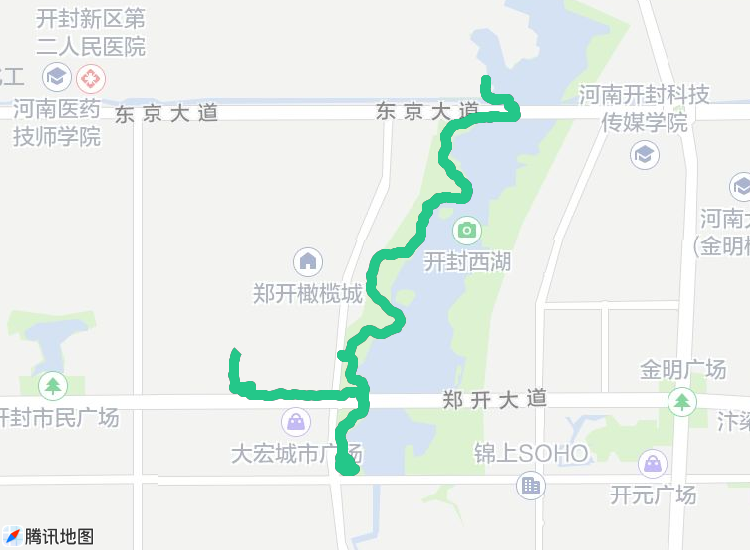 开封新区第
二人民医院
工
河南医药
技师学院
东京大道
东京大道
河南开封科技
传媒学院
河南大
(金明校
开封西湖
郑开橄榄城
金明广场
郑开大道
开封市民广场
汴梁
大宏城市广场
锦上SOHO
开元广场
腾讯地图